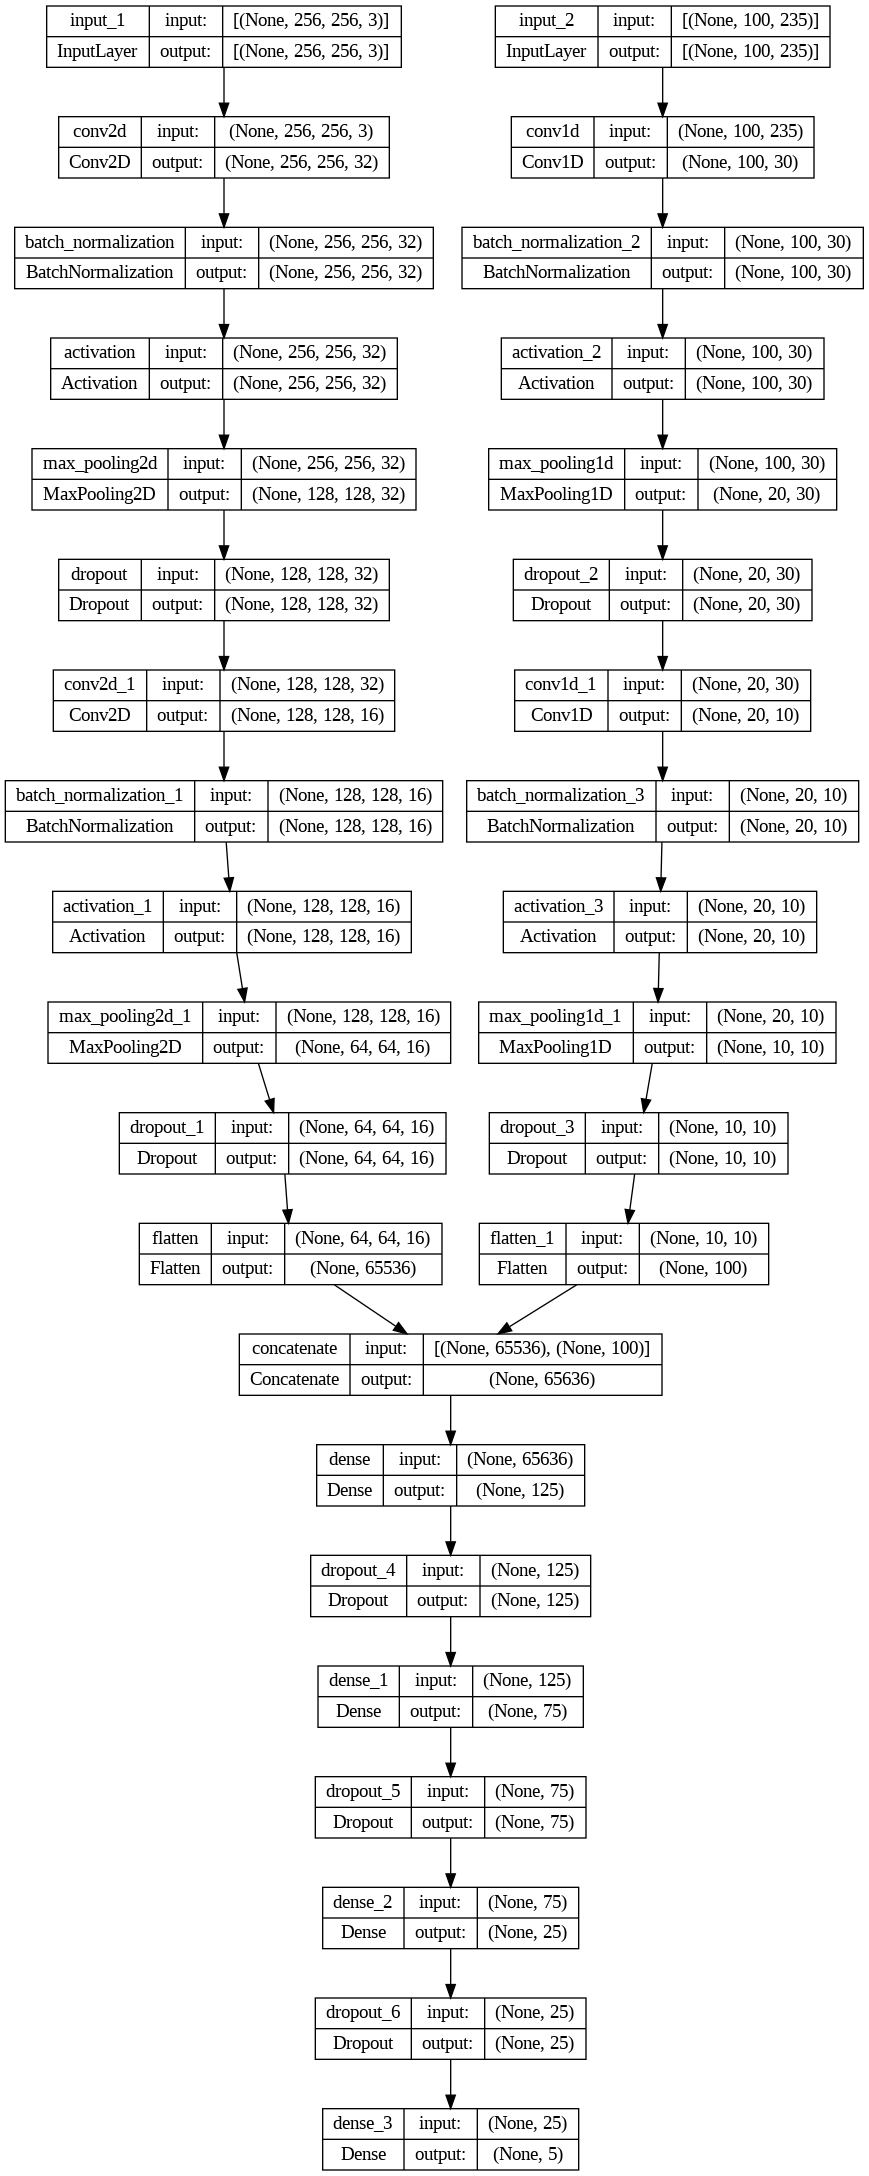 input_1 input: [(None, 256, 256, 3)]
InputLayer output: [(None, 256, 256, 3)]
input_2 input: [(None, 100, 235)]
InputLayer output: [(None, 100, 235)]
conv2d input: (None, 256, 256, 3)
Conv2D output: (None, 256, 256, 32)
conv1d input: (None, 100, 235)
Conv1D output: (None, 100, 30)
batch_normalization input: (None, 256, 256, 32)
BatchNormalization output: (None, 256, 256, 32)
batch_normalization_2 input: (None, 100, 30)
BatchNormalization output: (None, 100, 30)
activation input: (None, 256, 256, 32)
Activation output: (None, 256, 256, 32)
activation_2 input: (None, 100, 30)
Activation output: (None, 100, 30)
max_pooling2d input: (None, 256, 256, 32)
MaxPooling2D output: (None, 128, 128, 32)
max_pooling1d input: (None, 100, 30)
MaxPooling1D output: (None, 20, 30)
dropout input: (None, 128, 128, 32)
Dropout output: (None, 128, 128, 32)
dropout_2 input: (None, 20, 30)
Dropout output: (None, 20, 30)
conv2d_1 input: (None, 128, 128, 32)
Conv2D output: (None, 128, 128, 16)
conv1d_1 input: (None, 20, 30)
Conv1D output: (None, 20, 10)
batch_normalization_1 input: (None, 128, 128, 16)
BatchNormalization output: (None, 128, 128, 16)
batch_normalization_3 input: (None, 20, 10)
BatchNormalization output: (None, 20, 10)
activation_1 input: (None, 128, 128, 16)
Activation output: (None, 128, 128, 16)
activation_3 input: (None, 20, 10)
Activation output: (None, 20, 10)
max_pooling2d_1 input: (None, 128, 128, 16)
MaxPooling2D output: (None, 64, 64, 16)
max_pooling1d_1 input: (None, 20, 10)
MaxPooling1D output: (None, 10, 10)
dropout_1 input: (None, 64, 64, 16)
Dropout output: (None, 64, 64, 16)
dropout_3 input: (None, 10, 10)
Dropout output: (None, 10, 10)
flatten input: (None, 64, 64, 16)
Flatten output: (None, 65536)
flatten_1 input: (None, 10, 10)
Flatten output: (None, 100)
concatenate input: [(None, 65536), (None, 100)]
Concatenate output: (None, 65636)
dense input: (None, 65636)
Dense output: (None, 125)
dropout_4 input: (None, 125)
Dropout output: (None, 125)
dense_1 input: (None, 125)
Dense output: (None, 75)
dropout_5 input: (None, 75)
Dropout output: (None, 75)
dense_2 input: (None, 75)
Dense output: (None, 25)
dropout_6 input: (None, 25)
Dropout output: (None, 25)
dense_3 input: (None, 25)
Dense output: (None, 5)